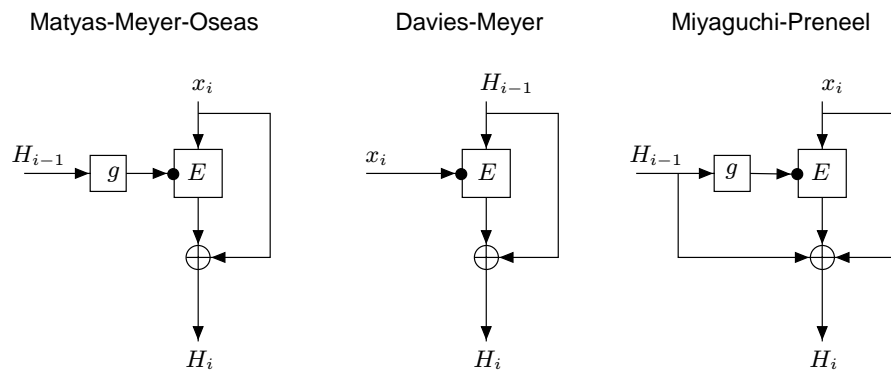 Matyas-Meyer-Oseas
Davies-Meyer
Miyaguchi-Preneel
x_i
H_{i−1}
x_i
H_{i−1}
g
E
x_i
E
H_{i−1}
g
E
H_i
H_i
H_i